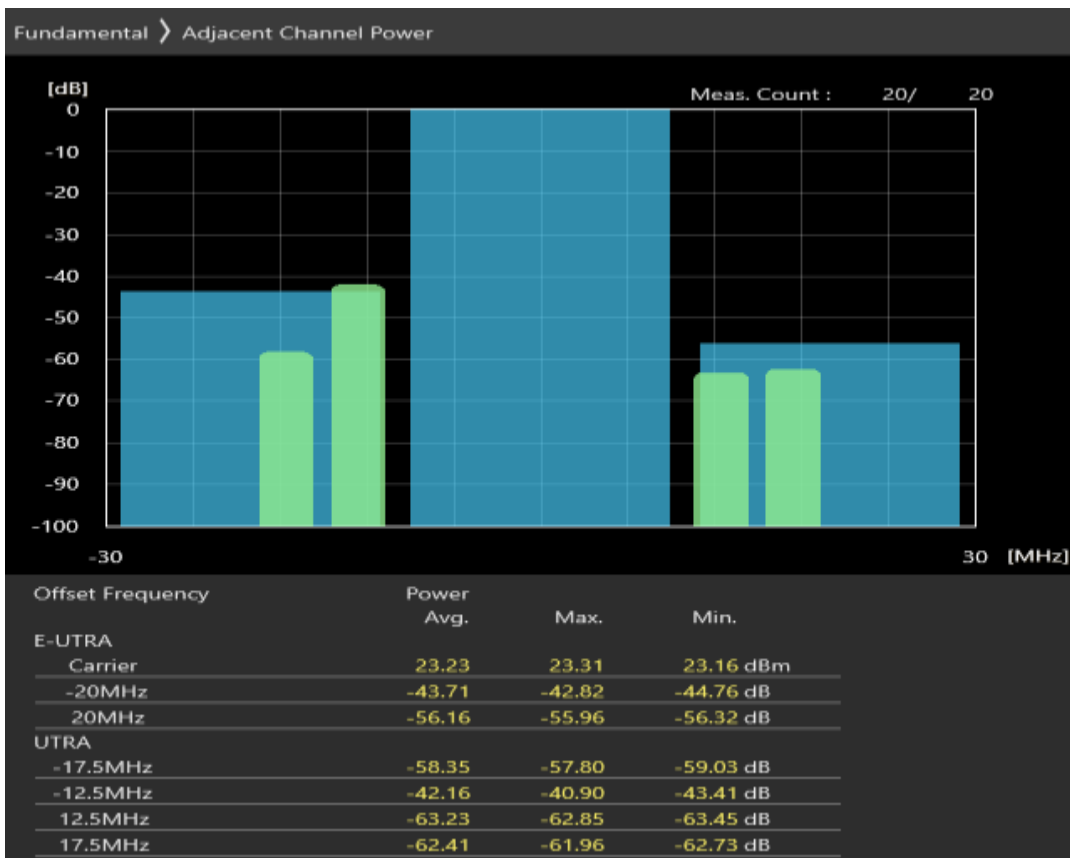 Fundamental ❯ Adjacent Channel Power
[dB]
Meas. Count : 20/ 20
0
-10
-20
-30
-40
-50
-60
-70
-80
-90
-100
-30 30 [MHz]
Offset Frequency Power
Avg. Max. Min.
E-UTRA
Carrier 23.23 23.31 23.16 dBm
-20MHz -43.71 -42.82 -44.76 dB
20MHz -56.16 -55.96 -56.32 dB
UTRA
-17.5MHz -58.35 -57.80 -59.03 dB
-12.5MHz -42.16 -40.90 -43.41 dB
12.5MHz -63.23 -62.85 -63.45 dB
17.5MHz -62.41 -61.96 -62.73 dB